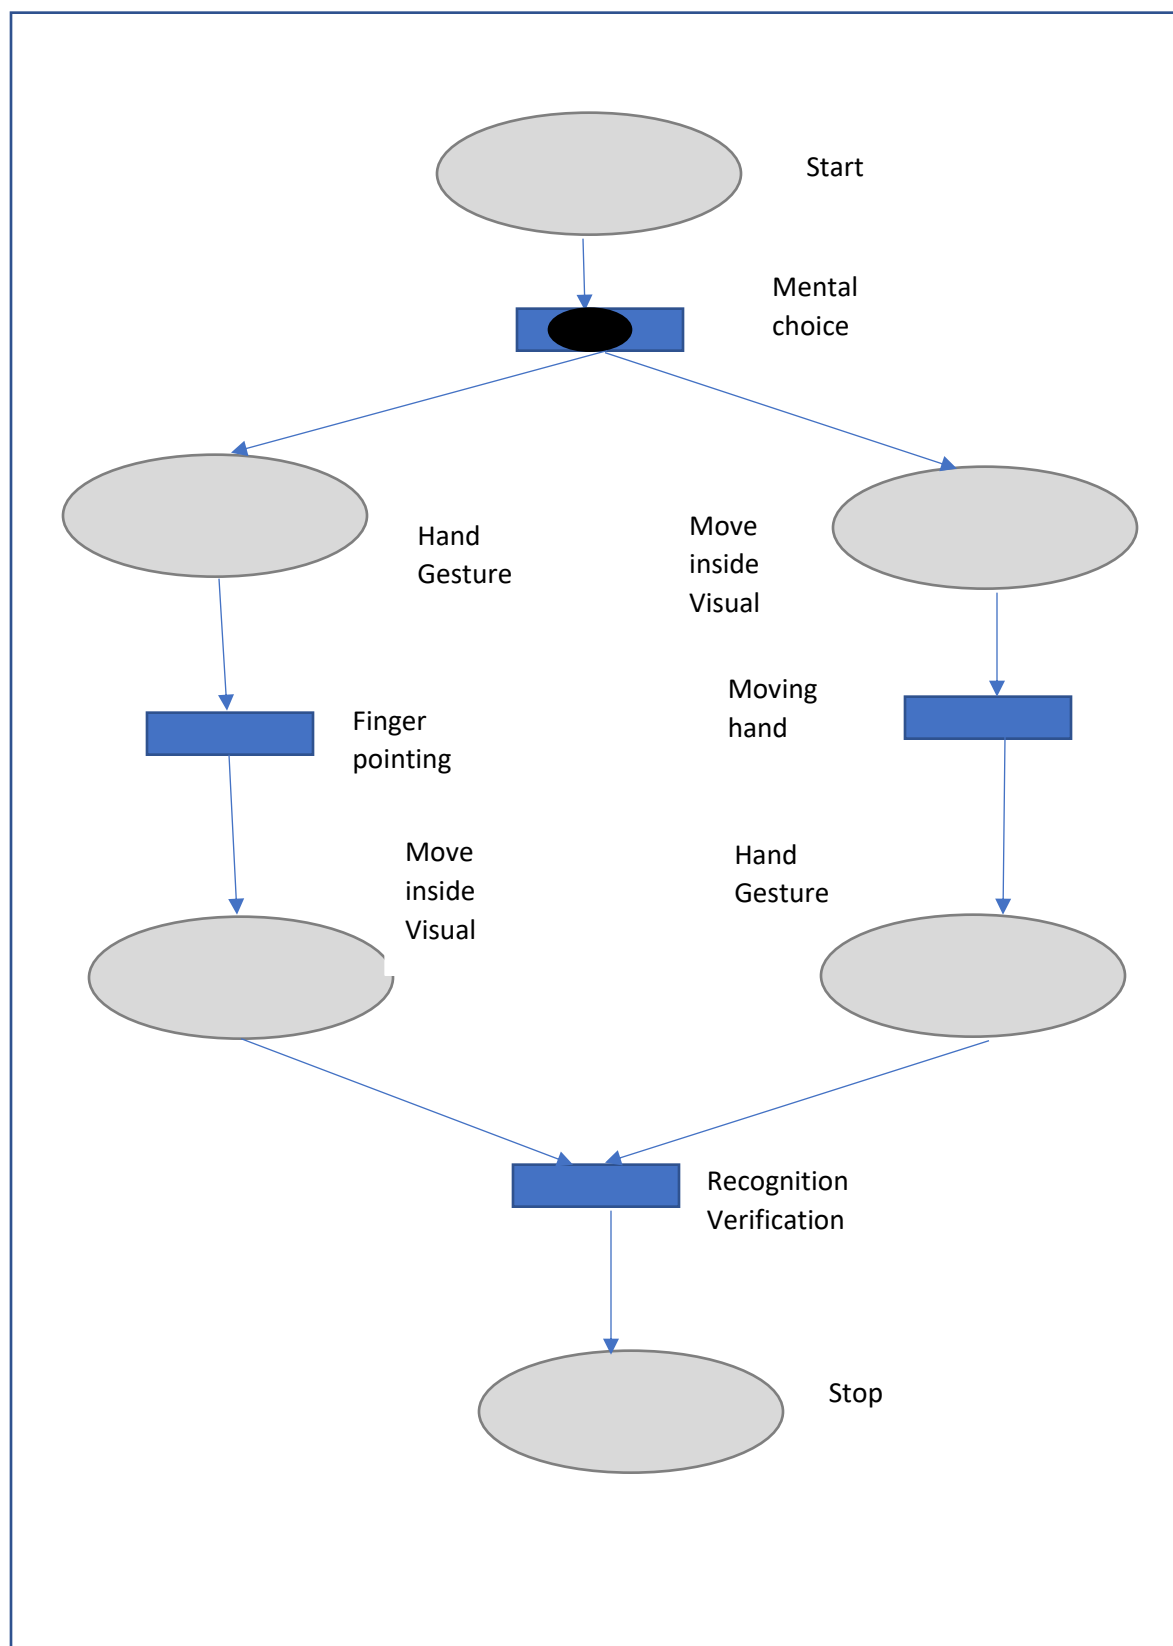 Start
Mental
choice
Hand
Gesture
Move
inside
Visual
Finger
pointing
Moving
hand
Move
inside
Visual
Hand
Gesture
Recognition
Verification
Stop